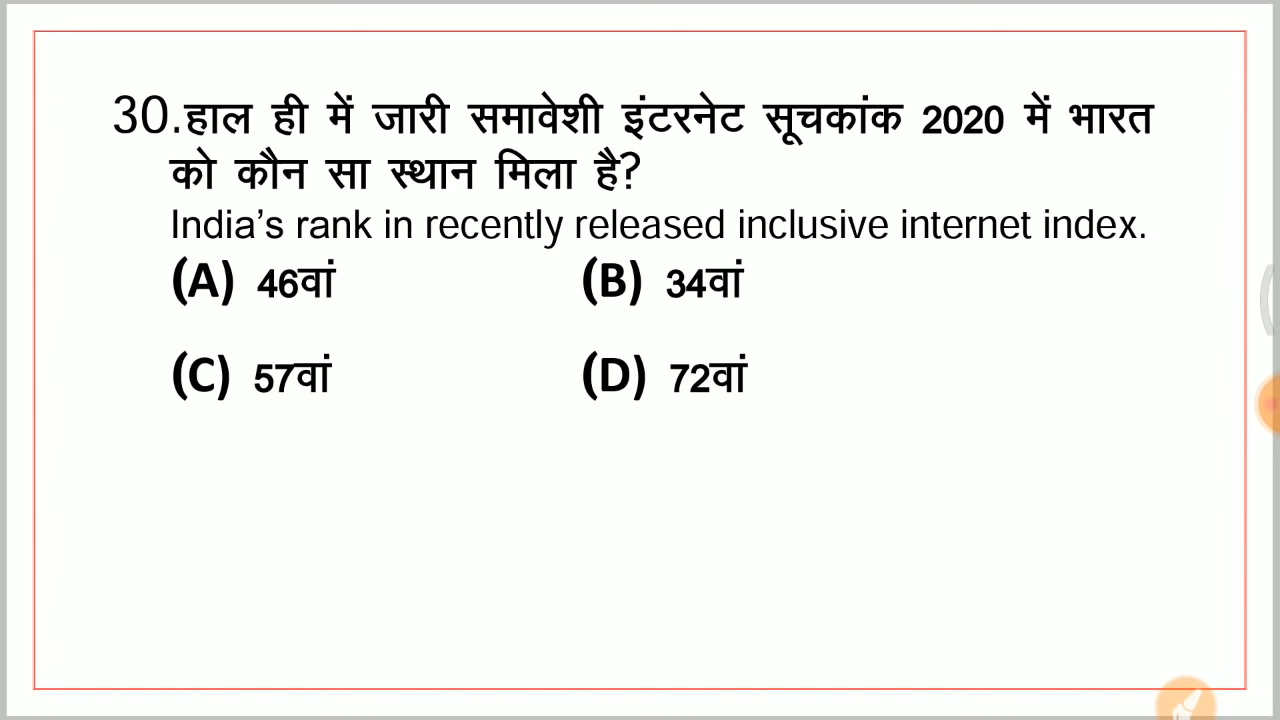 30.हाल ही में जारी समावेशी इंटरनेट सूचकांक 2020 में भारत
को कौन सा स्थान मिला है?
India's rank in recently released inclusive internet index.
(A) 46वां (B) 34वां
(C) 57वां (D) 72वां